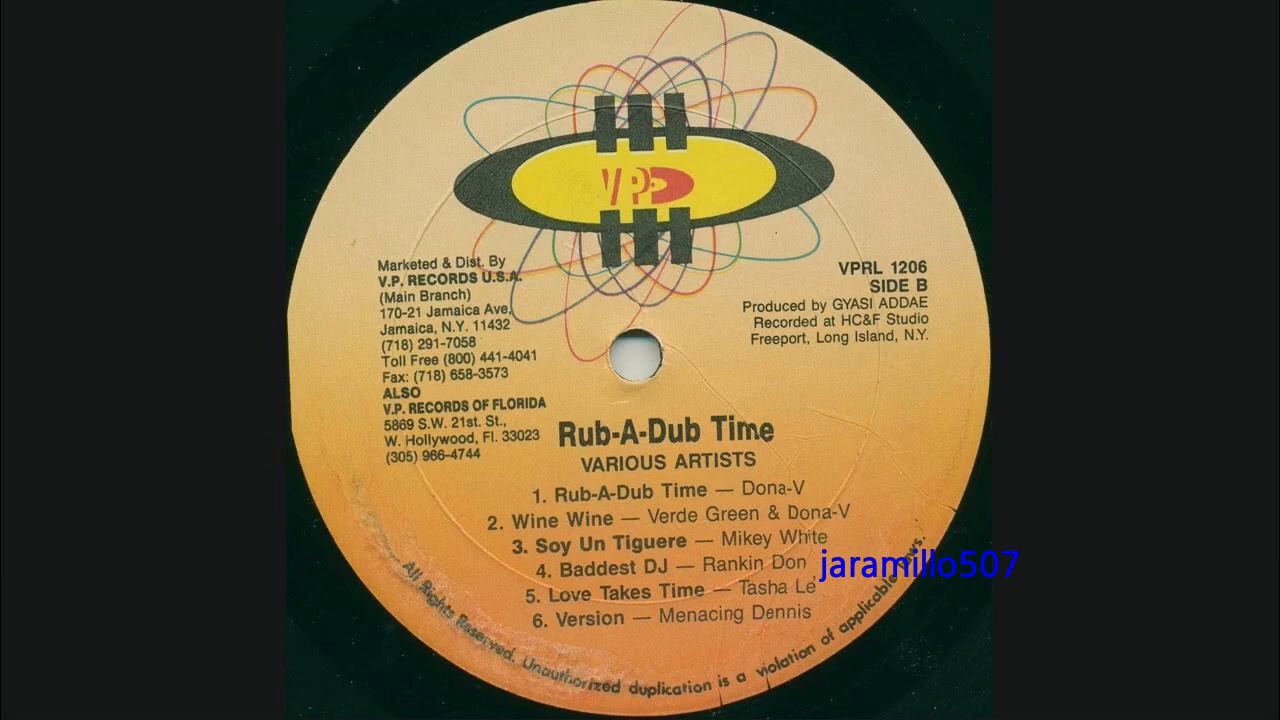 VP
Marketed & Dist. By
V.P. RECORDS U.S.A.
(Main Branch)
170-21 Jamaica Ave.
Jamaica, N.Y. 11432
(718) 291-7058
Toll Free (800) 441-4041
Fax: (718) 658-3573
ALSO
V.P. RECORDS OF FLORIDA
5869 S.W. 21st. St.,
W. Hollywood, Fl. 33023
(305) 966-4744
VPRL 1206
SIDE B
Produced by GYASI ADDAE
Recorded at HC&F Studio
Freeport, Long Island, N.Y.
Rub-A-Dub Time
VARIOUS ARTISTS
1. Rub-A-Dub Time — Dona-V
2. Wine Wine — Verde Green & Dona-V
3. Soy Un Tiguere — Mikey White
4. Baddest DJ — Rankin Don
5. Love Takes Time — Tasha Le'
6. Version — Menacing Dennis
jaramillo507
All Rights Reserved. Unauthorized duplication is a violation of applicable laws.